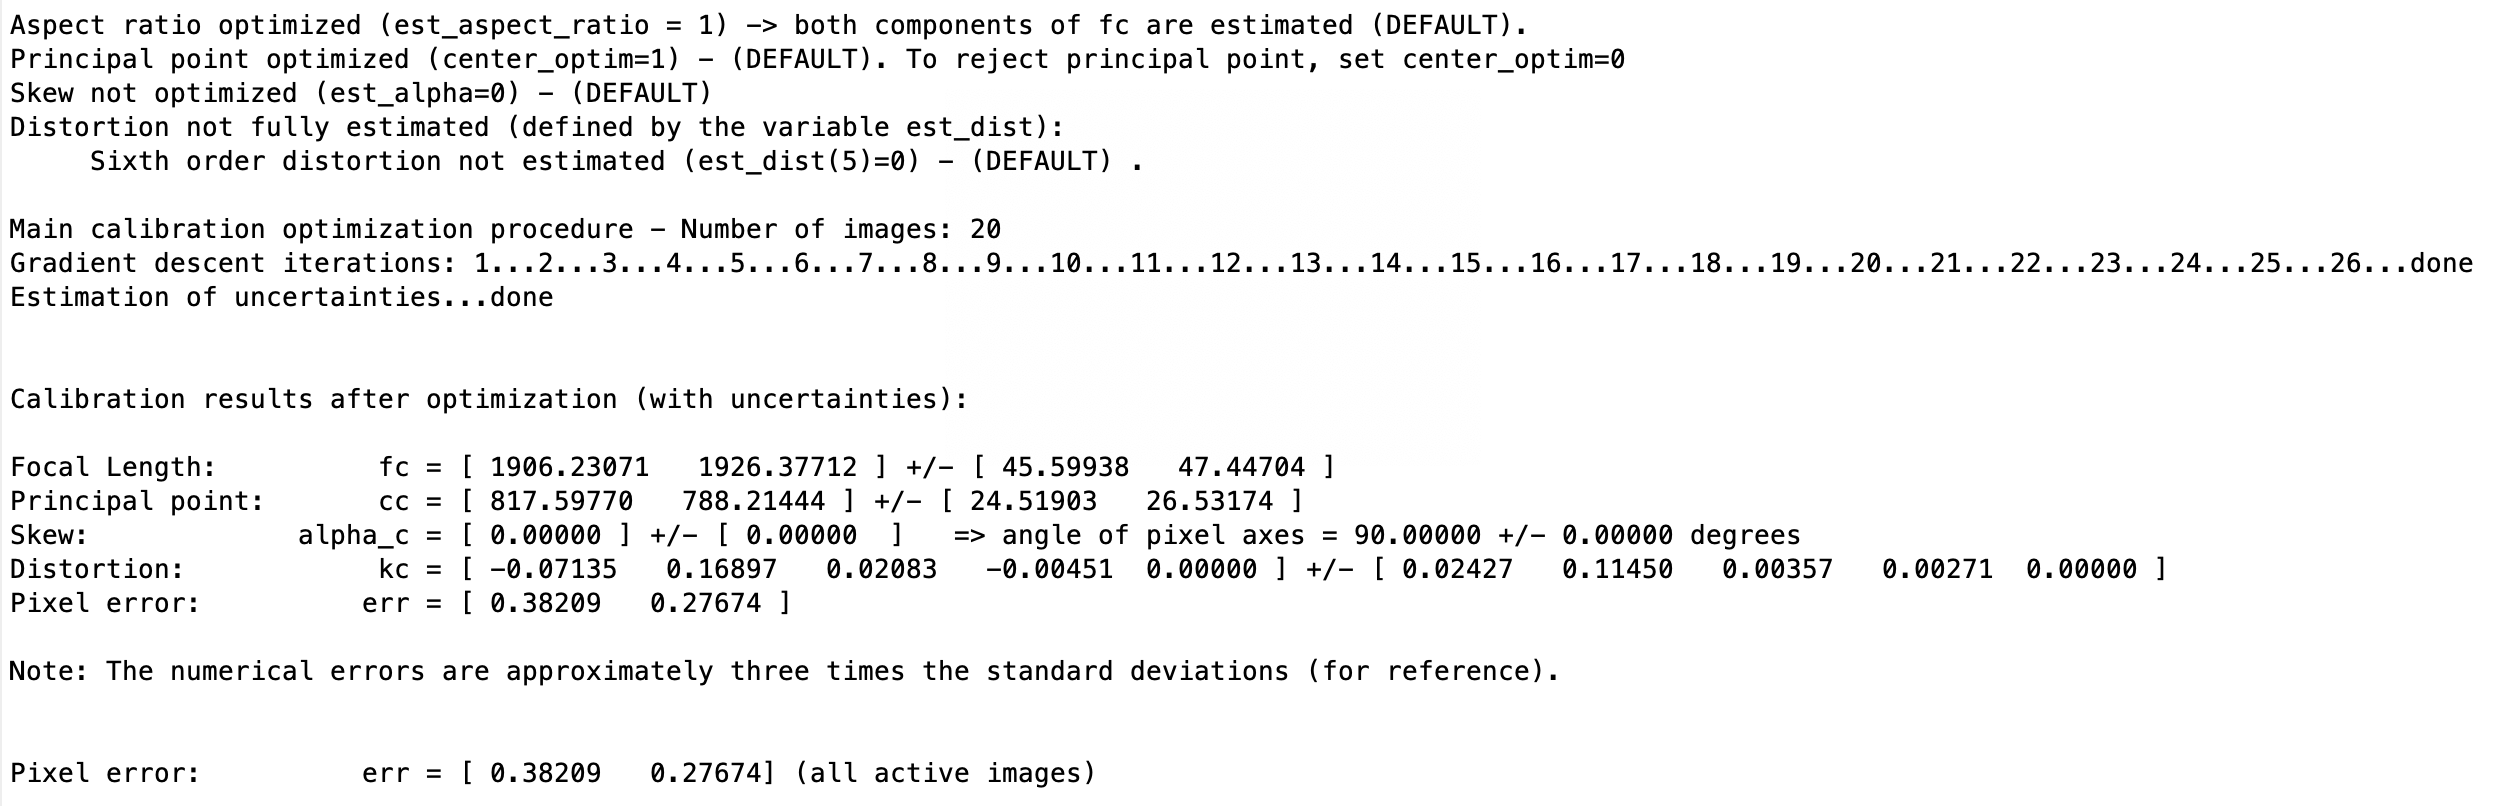 Aspect ratio optimized (est_aspect_ratio = 1) -> both components of fc are estimated (DEFAULT).
Principal point optimized (center_optim=1) - (DEFAULT). To reject principal point, set center_optim=0
Skew not optimized (est_alpha=0) - (DEFAULT)
Distortion not fully estimated (defined by the variable est_dist):
     Sixth order distortion not estimated (est_dist(5)=0) - (DEFAULT) .
Main calibration optimization procedure - Number of images: 20
Gradient descent iterations: 1...2...3...4...5...6...7...8...9...10...11...12...13...14...15...16...17...18...19...20...21...22...23...24...25...26...done
Estimation of uncertainties...done
Calibration results after optimization (with uncertainties):
Focal Length:          fc = [ 1906.23071   1926.37712 ] +/- [ 45.59938   47.44704 ]
Principal point:       cc = [ 817.59770   788.21444 ] +/- [ 24.51903   26.53174 ]
Skew:             alpha_c = [ 0.00000 ] +/- [ 0.00000  ]   => angle of pixel axes = 90.00000 +/- 0.00000 degrees
Distortion:            kc = [ -0.07135   0.16897   0.02083   -0.00451  0.00000 ] +/- [ 0.02427   0.11450   0.00357   0.00271  0.00000 ]
Pixel error:          err = [ 0.38209   0.27674 ]
Note: The numerical errors are approximately three times the standard deviations (for reference).
Pixel error:          err = [ 0.38209   0.27674] (all active images)